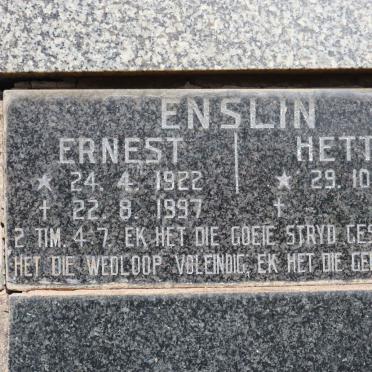 ENSLIN
ERNEST HETT
★ 24. 4. 1922 ★ 29. 10
† 22. 8. 1997 †
2 TIM. 4-7. EK HET DIE GOEIE STRYD GES
HET DIE WEDLOOP VOLEINDIG, EK HET DIE GEL